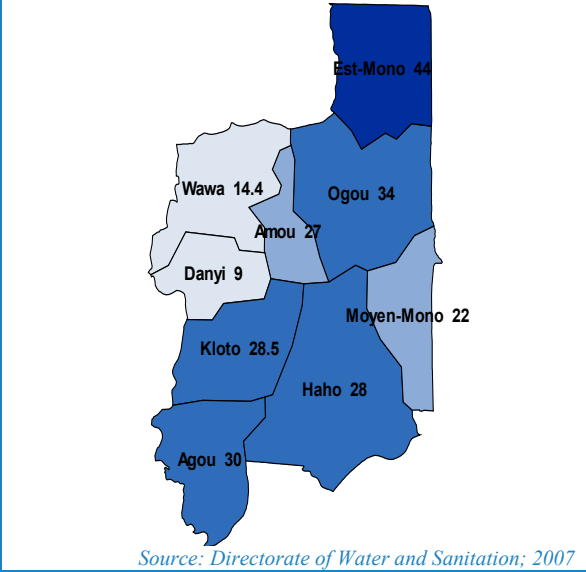 Est-Mono 44
Wawa 14.4
Ogou 34
Amou 27
Danyi 9
Moyen-Mono 22
Kloto 28.5
Haho 28
Agou 30
Source: Directorate of Water and Sanitation; 2007